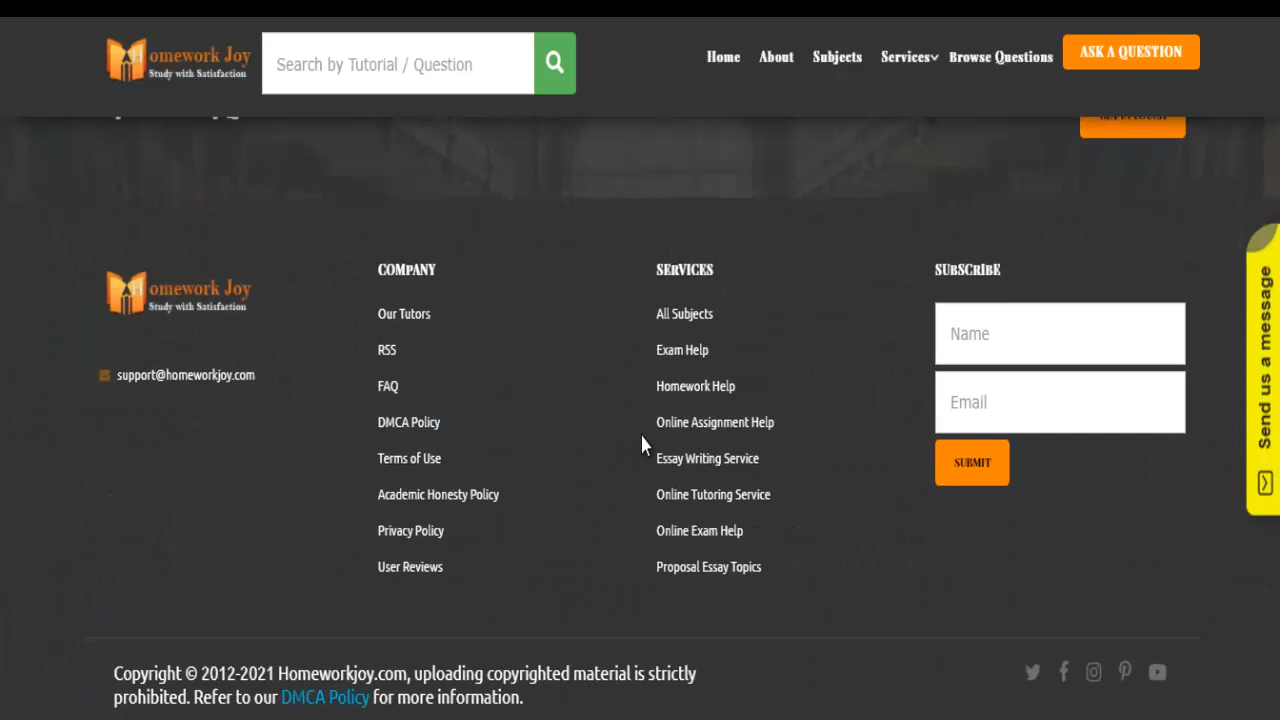 Homework Joy
Study with Satisfaction
Search by Tutorial / Question
Home About Subjects Services Browse Questions ASK A QUESTION
Homework Joy
Study with Satisfaction
support@homeworkjoy.com
COMPANY
Our Tutors
RSS
FAQ
DMCA Policy
Terms of Use
Academic Honesty Policy
Privacy Policy
User Reviews
SERVICES
All Subjects
Exam Help
Homework Help
Online Assignment Help
Essay Writing Service
Online Tutoring Service
Online Exam Help
Proposal Essay Topics
SUBSCRIBE
Name
Email
SUBMIT
Send us a message
Copyright © 2012-2021 Homeworkjoy.com, uploading copyrighted material is strictly
prohibited. Refer to our DMCA Policy for more information.